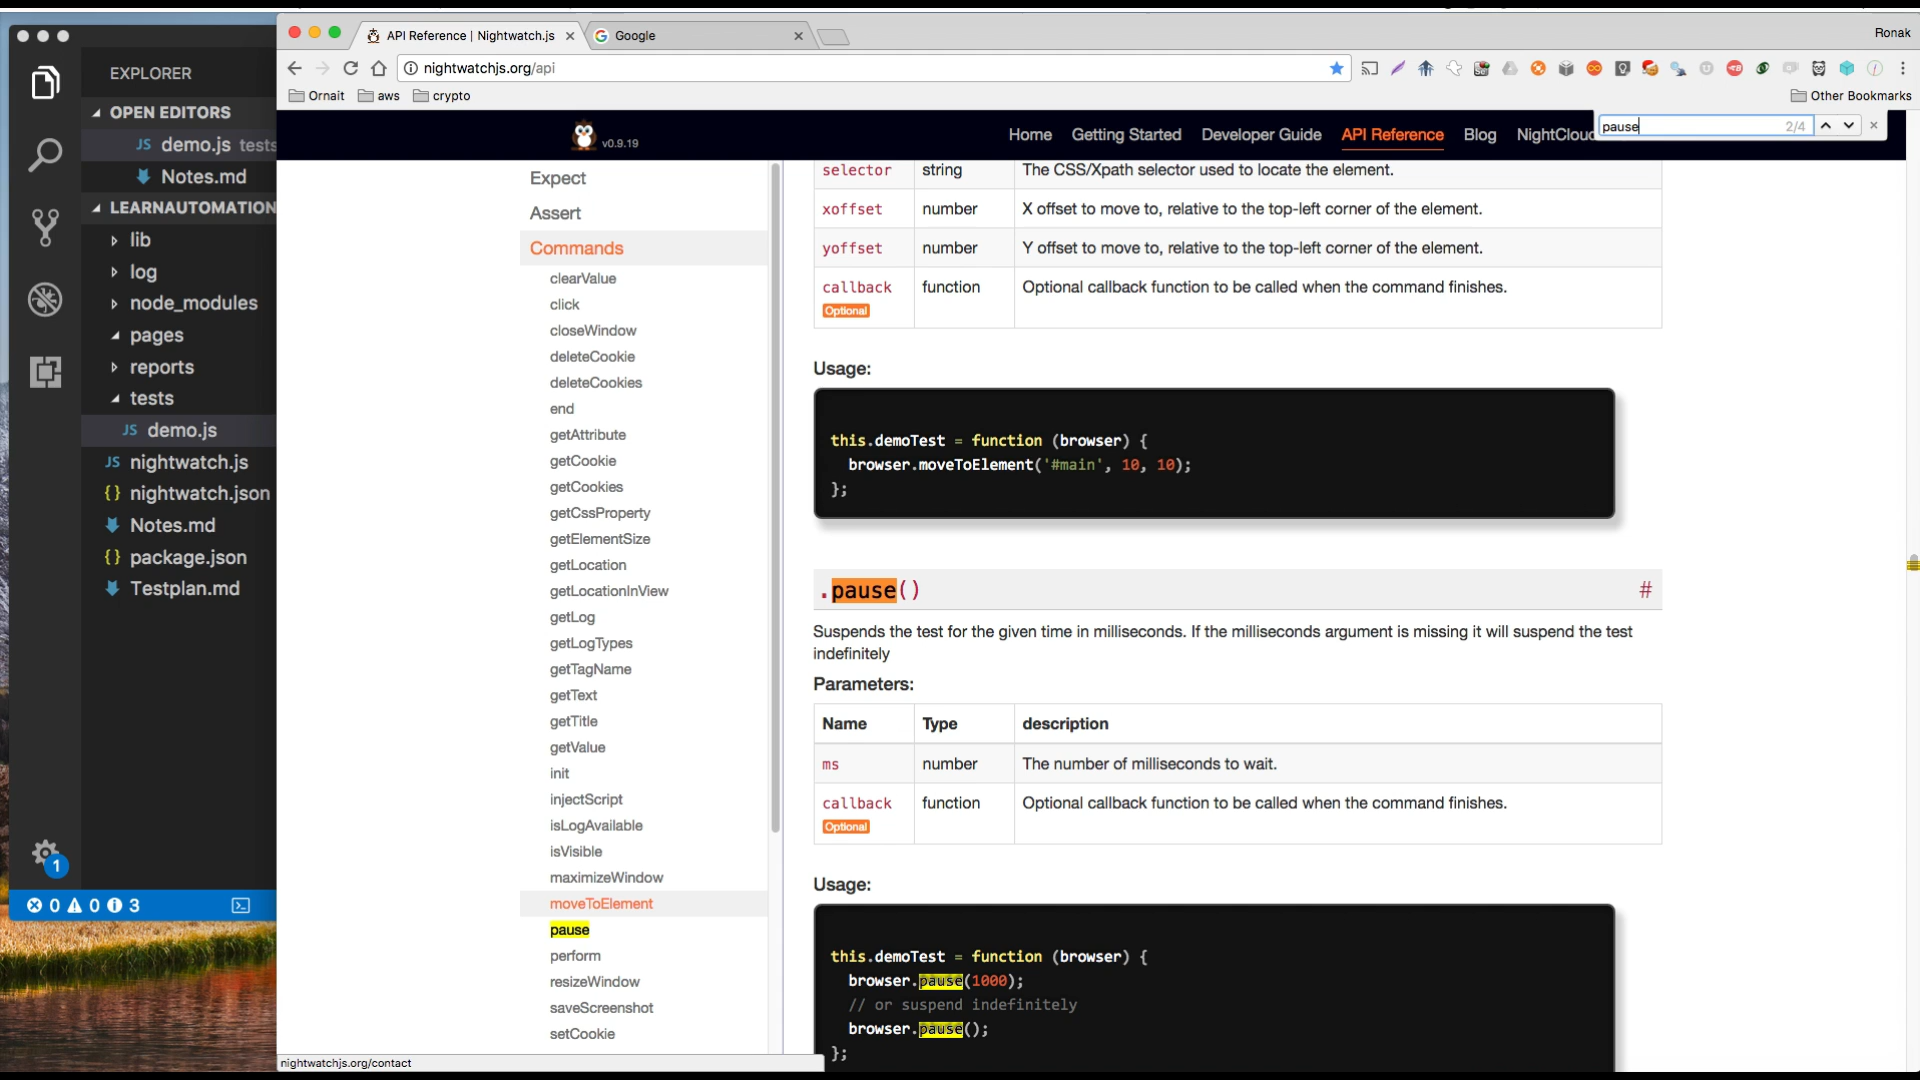 EXPLORER
OPEN EDITORS
JS demo.js tests
Notes.md
LEARNAUTOMATION
lib
log
node_modules
pages
reports
tests
JS demo.js
JS nightwatch.js
{} nightwatch.json
Notes.md
{} package.json
Testplan.md
1
0 0 3
API Reference | Nightwatch.js
Google
Ronak
nightwatchjs.org/api
Ornait aws crypto
Other Bookmarks
v0.9.19
Home Getting Started Developer Guide API Reference Blog NightCloud
pause 2/4
Expect
Assert
Commands
clearValue
click
closeWindow
deleteCookie
deleteCookies
end
getAttribute
getCookie
getCookies
getCssProperty
getElementSize
getLocation
getLocationInView
getLog
getLogTypes
getTagName
getText
getTitle
getValue
init
injectScript
isLogAvailable
isVisible
maximizeWindow
moveToElement
pause
perform
resizeWindow
saveScreenshot
setCookie
nightwatchjs.org/contact
selector string The CSS/Xpath selector used to locate the element.
xoffset number X offset to move to, relative to the top-left corner of the element.
yoffset number Y offset to move to, relative to the top-left corner of the element.
callback function Optional callback function to be called when the command finishes.
Optional
Usage:
this.demoTest = function (browser) {
browser.moveToElement('#main', 10, 10);
};
.pause() #
Suspends the test for the given time in milliseconds. If the milliseconds argument is missing it will suspend the test
indefinitely
Parameters:
Name Type description
ms number The number of milliseconds to wait.
callback function Optional callback function to be called when the command finishes.
Optional
Usage:
this.demoTest = function (browser) {
browser.pause(1000);
// or suspend indefinitely
browser.pause();
};